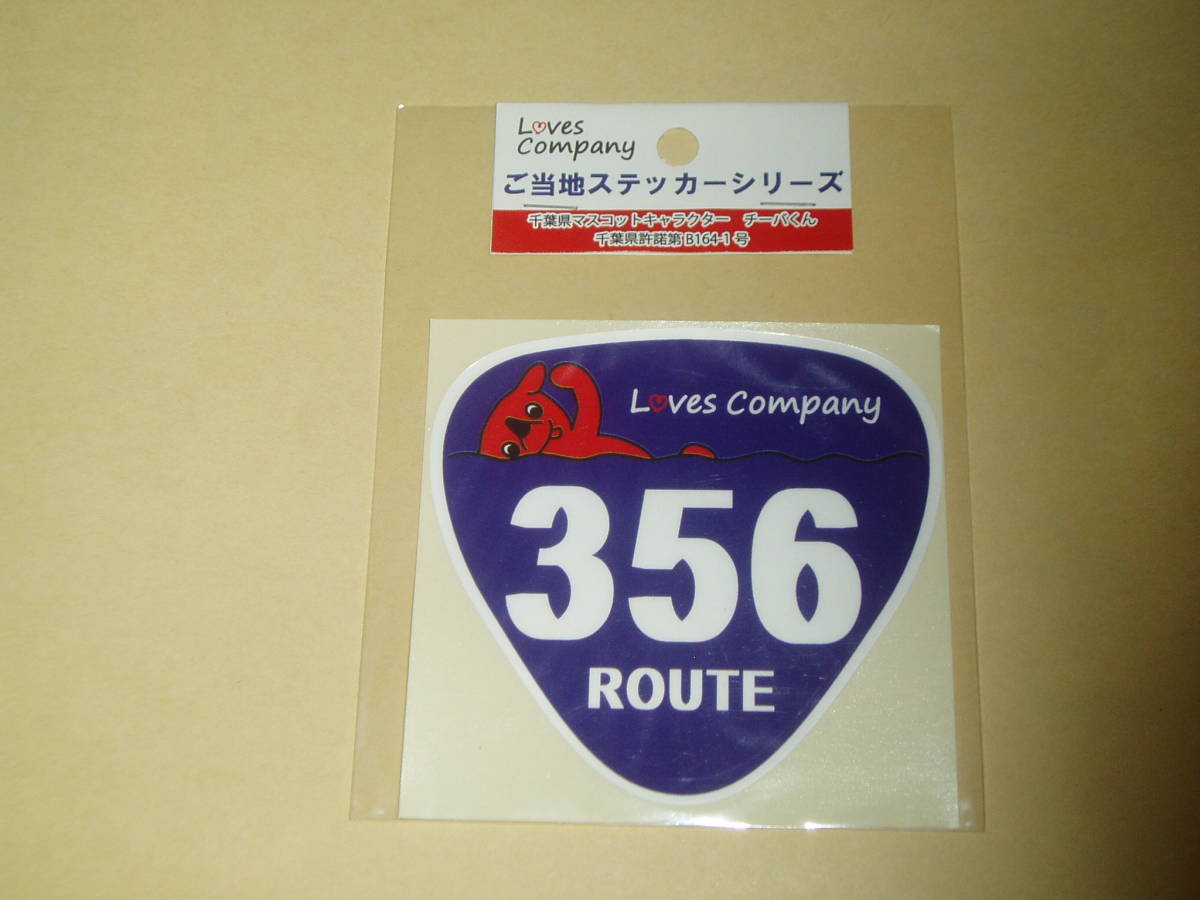 Loves
Company
ご当地ステッカーシリーズ
千葉県マスコットキャラクター チーバくん
千葉県許諾第B164-1号
Loves Company
356
ROUTE